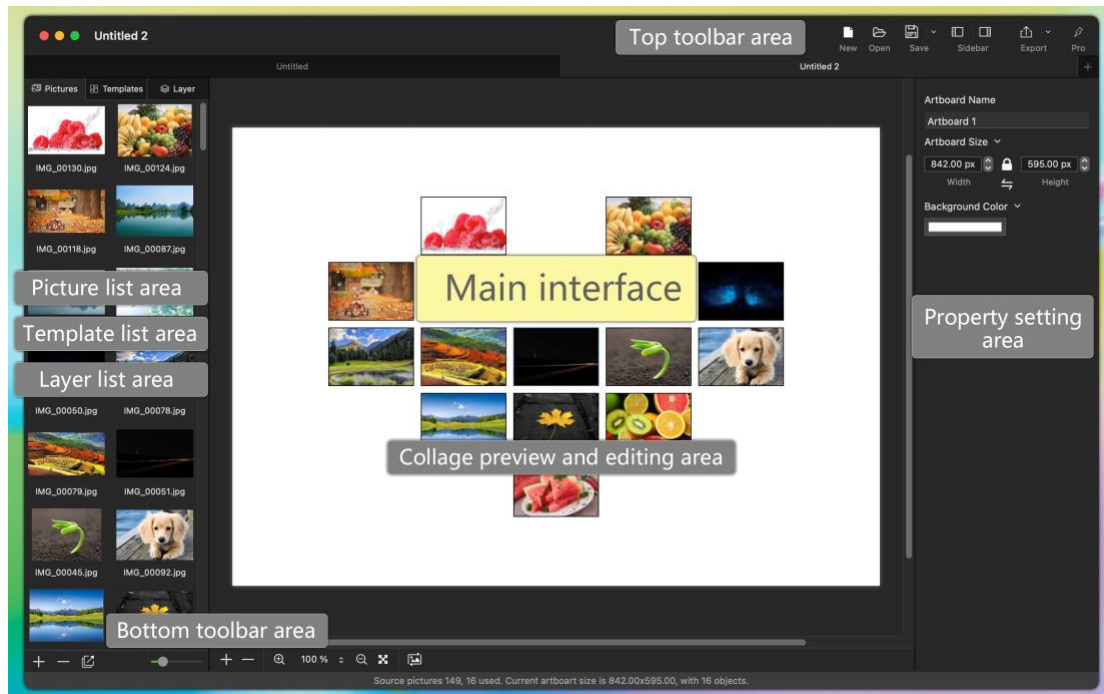 Untitled 2
Top toolbar area
New Open Save Sidebar Export Pro
Untitled
Untitled 2
Pictures Templates Layer
IMG_00130.jpg IMG_00124.jpg
IMG_00118.jpg IMG_00087.jpg
Picture list area
Template list area
Layer list area
IMG_00050.jpg IMG_00078.jpg
IMG_00079.jpg IMG_00051.jpg
IMG_00045.jpg IMG_00092.jpg
Bottom toolbar area
Main interface
Collage preview and editing area
100 %
Artboard Name
Artboard 1
Artboard Size
842.00 px 595.00 px
Width Height
Background Color
Property setting
area
Source pictures 149, 16 used. Current artboart size is 842.00x595.00, with 16 objects.